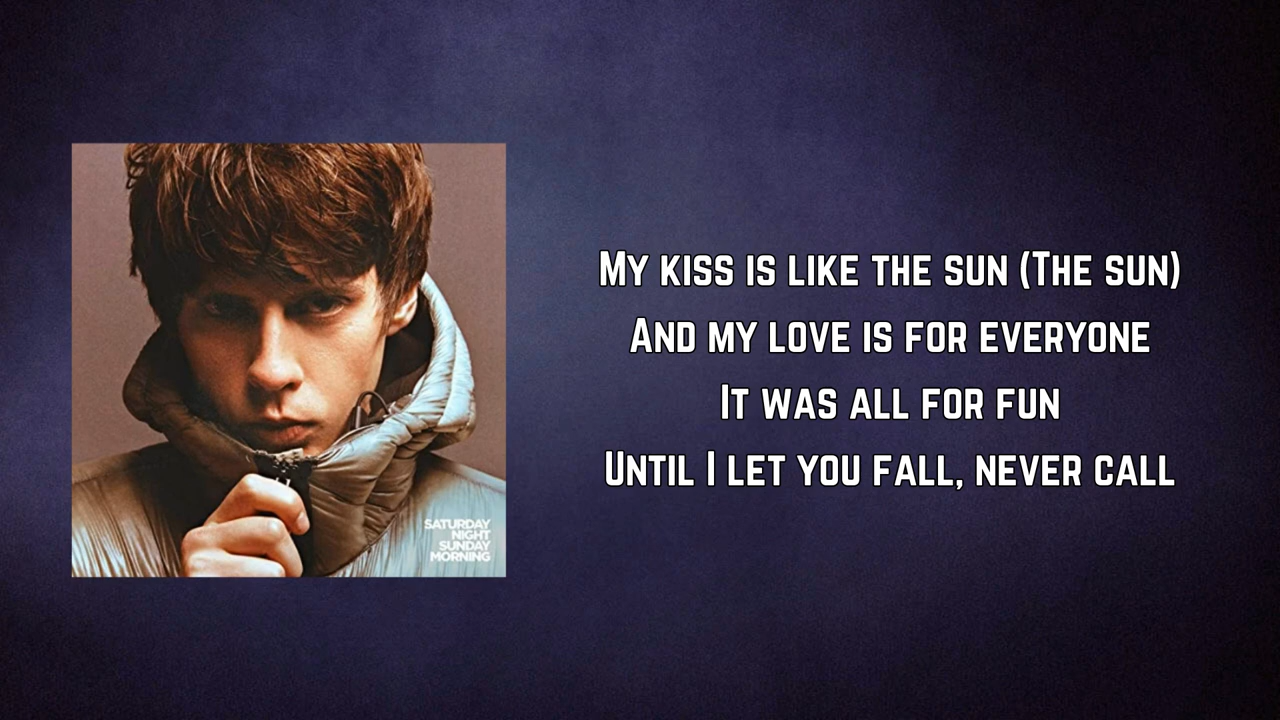 My kiss is like the sun (The sun)
And my love is for everyone
It was all for fun
Until I let you fall, never call
SATURDAY
NIGHT
SUNDAY
MORNING